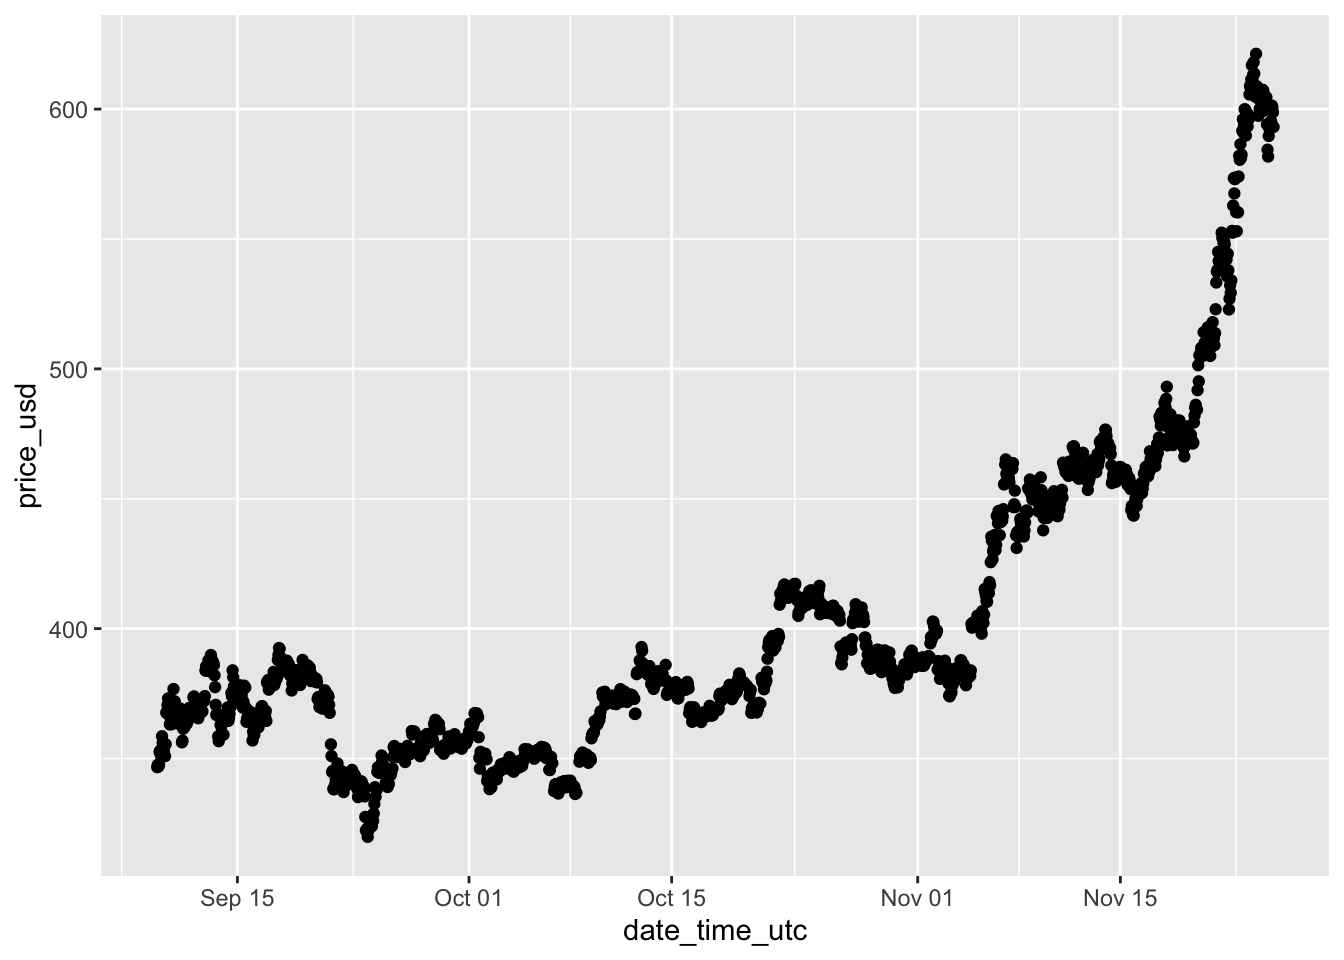 600
500
400
price_usd
Sep 15
Oct 01
Oct 15
Nov 01
Nov 15
date_time_utc